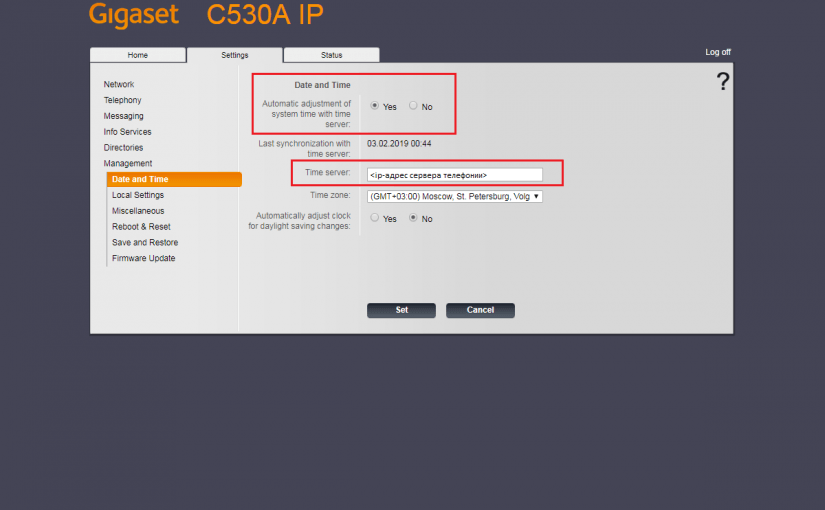 Gigaset C530A IP
Log off
Home Settings Status
?
Network
Telephony
Messaging
Info Services
Directories
Management
Date and Time
Local Settings
Miscellaneous
Reboot & Reset
Save and Restore
Firmware Update
Date and Time
Automatic adjustment of
system time with time
server:
Yes No
Last synchronization with
time server:
03.02.2019 00:44
Time server:
<ip-адрес сервера телефонии>
Time zone:
(GMT+03:00) Moscow, St. Petersburg, Volg
Automatically adjust clock
for daylight saving changes:
Yes No
Set Cancel